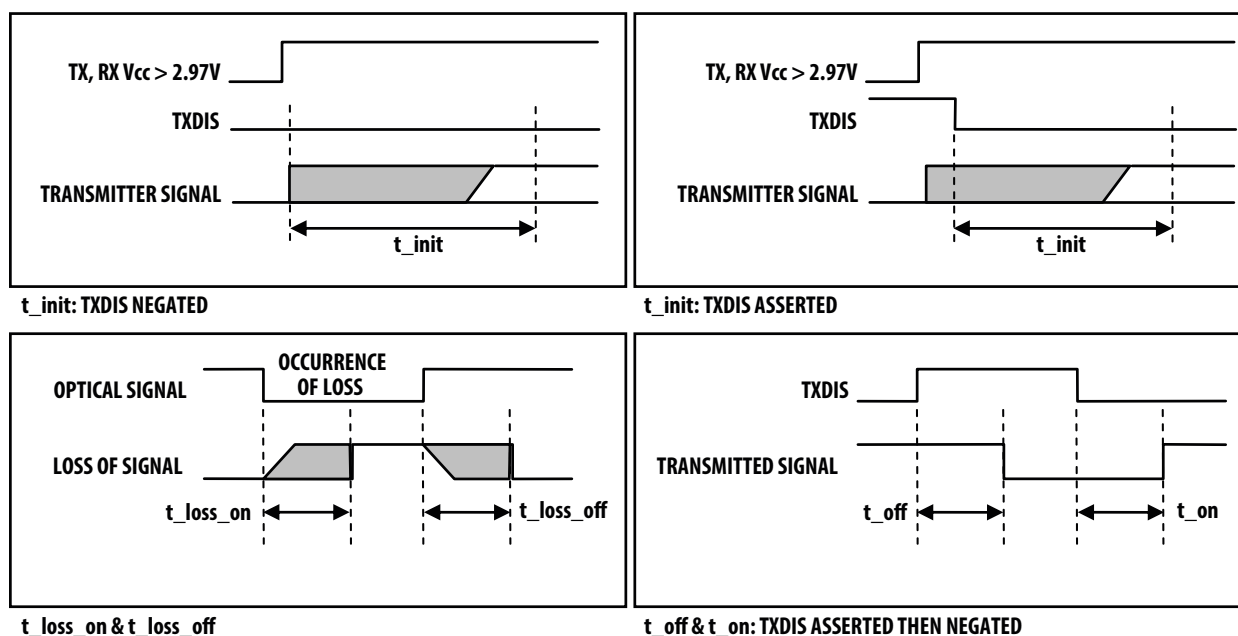 TX, RX Vcc > 2.97V
TXDIS
TRANSMITTER SIGNAL
t_init
t_init: TXDIS NEGATED
TX, RX Vcc > 2.97V
TXDIS
TRANSMITTER SIGNAL
t_init
t_init: TXDIS ASSERTED
OCCURRENCE
OF LOSS
OPTICAL SIGNAL
LOSS OF SIGNAL
t_loss_on
t_loss_off
t_loss_on & t_loss_off
TXDIS
TRANSMITTED SIGNAL
t_off
t_on
t_off & t_on: TXDIS ASSERTED THEN NEGATED